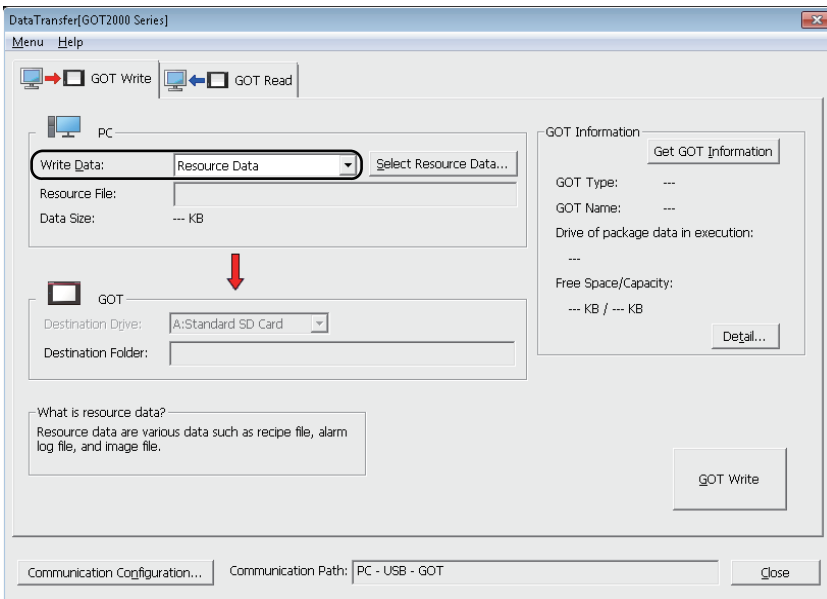 DataTransfer[GOT2000 Series]
Menu Help
GOT Write GOT Read
PC
Write Data: Resource Data Select Resource Data...
Resource File:
Data Size: --- KB
GOT
Destination Drive: A:Standard SD Card
Destination Folder:
What is resource data?
Resource data are various data such as recipe file, alarm
log file, and image file.
GOT Information
Get GOT Information
GOT Type: ---
GOT Name: ---
Drive of package data in execution:
---
Free Space/Capacity:
--- KB / --- KB
Detail...
GOT Write
Communication Configuration... Communication Path: PC - USB - GOT Close